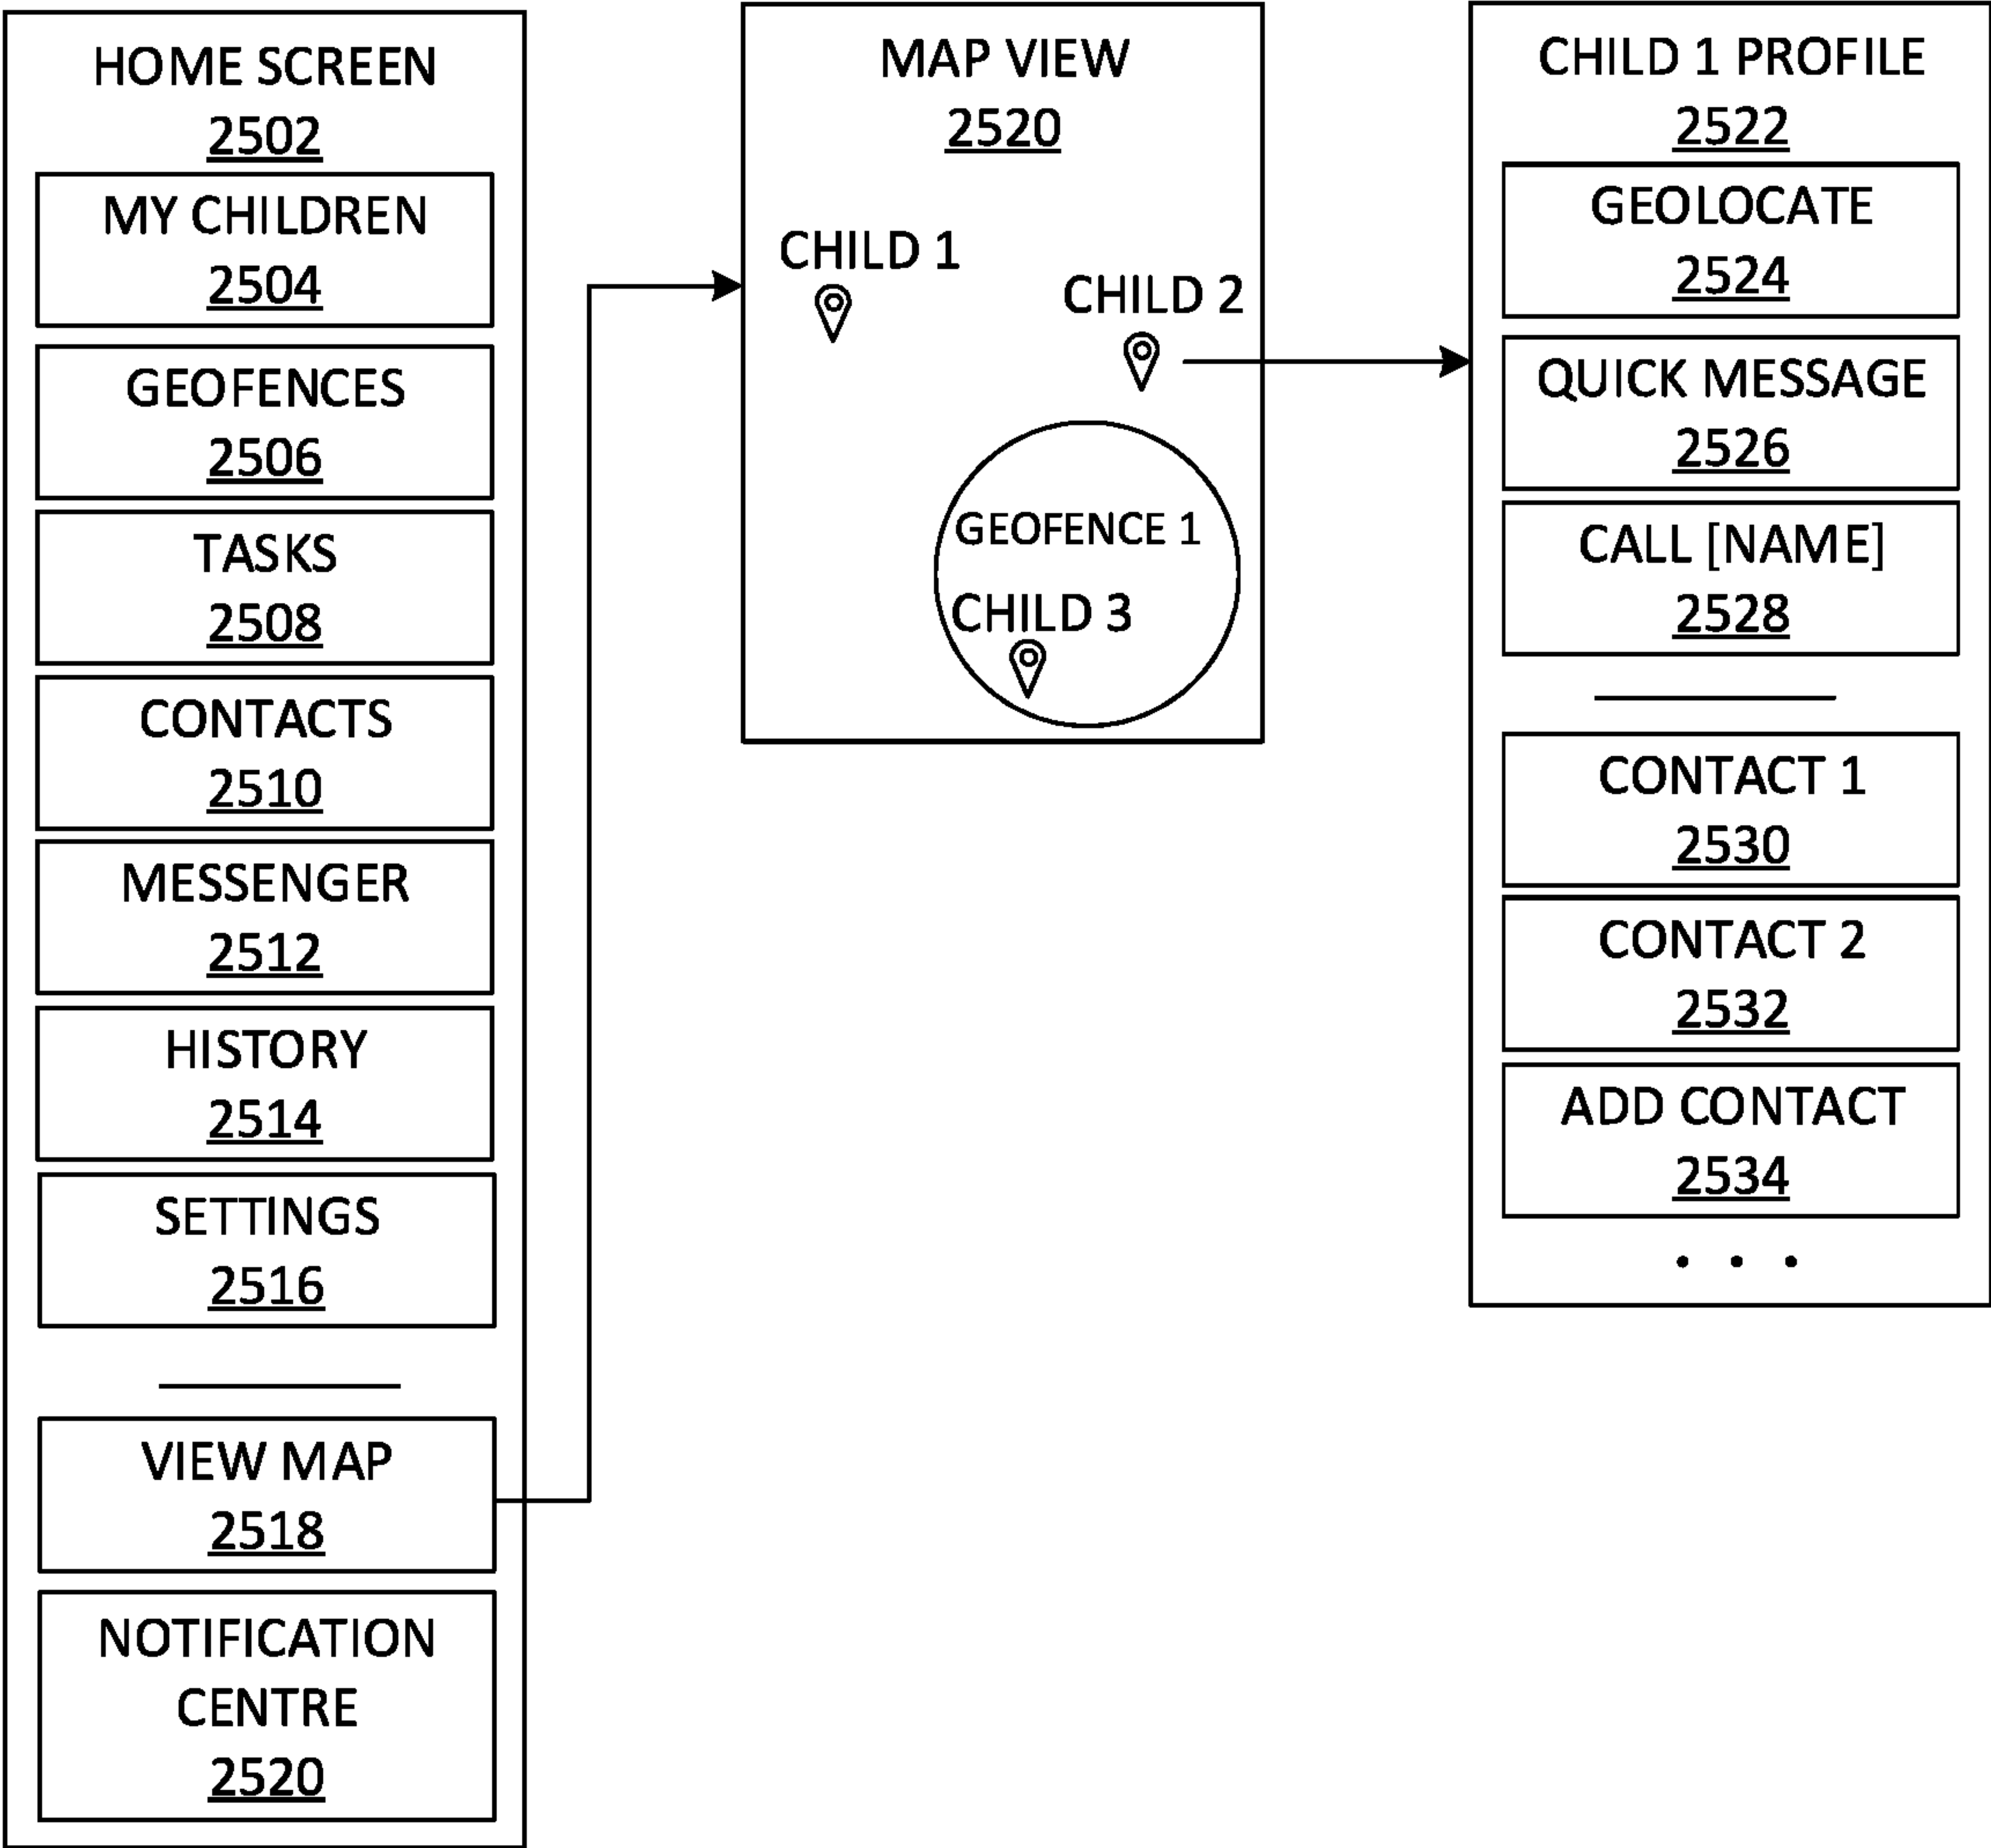 HOME SCREEN
2502
MY CHILDREN
2504
GEOFENCES
2506
TASKS
2508
CONTACTS
2510
MESSENGER
2512
HISTORY
2514
SETTINGS
2516
VIEW MAP
2518
NOTIFICATION
CENTRE
2520
MAP VIEW
2520
CHILD 1
CHILD 2
GEOFENCE 1
CHILD 3
CHILD 1 PROFILE
2522
GEOLOCATE
2524
QUICK MESSAGE
2526
CALL [NAME]
2528
CONTACT 1
2530
CONTACT 2
2532
ADD CONTACT
2534
. . .